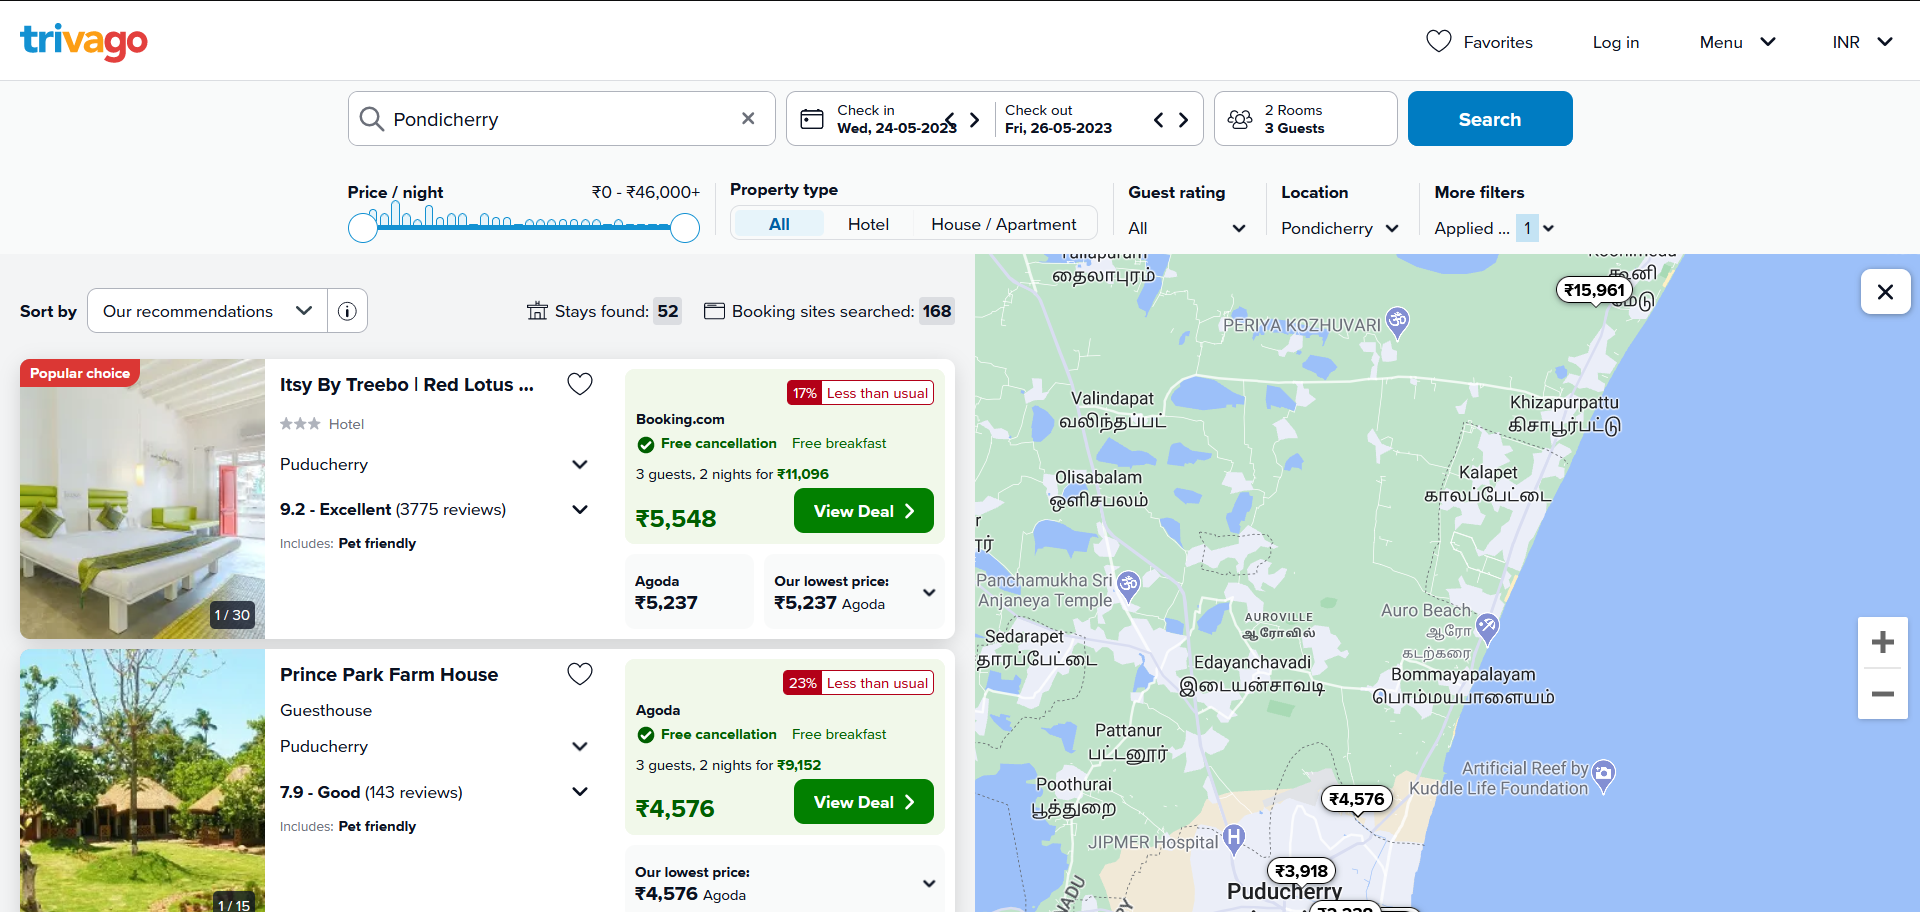 trivago
Favorites
Log in
Menu
INR
Pondicherry
Check in
Wed, 24-05-2023
Check out
Fri, 26-05-2023
2 Rooms
3 Guests
Search
Price / night
₹0 - ₹46,000+
Property type
All
Hotel
House / Apartment
Guest rating
All
Location
Pondicherry
More filters
Applied ... 1
Sort by
Our recommendations
Stays found: 52
Booking sites searched: 168
Popular choice
1 / 30
Itsy By Treebo | Red Lotus ...
Hotel
Puducherry
9.2 - Excellent (3775 reviews)
Includes: Pet friendly
17% Less than usual
Booking.com
Free cancellation Free breakfast
3 guests, 2 nights for ₹11,096
₹5,548
View Deal
Agoda
₹5,237
Our lowest price:
₹5,237 Agoda
1 / 15
Prince Park Farm House
Guesthouse
Puducherry
7.9 - Good (143 reviews)
Includes: Pet friendly
23% Less than usual
Agoda
Free cancellation Free breakfast
3 guests, 2 nights for ₹9,152
₹4,576
View Deal
Our lowest price:
₹4,576 Agoda
தைலாபுரம்
கூனி
மேடு
₹15,961
PERIYA KOZHUVARI
Valindapat
வலிந்தப்பட்
Khizapurpattu
கிசாபூர்பட்டு
Olisabalam
ஒளிசபலம்
Kalapet
காலப்பேட்டை
Panchamukha Sri
Anjaneya Temple
AUROVILLE
ஆரோவில்
Auro Beach
ஆரோ
கடற்கரை
Sedarapet
தாரப்பேட்டை
Edayanchavadi
இடையன்சாவடி
Bommayapalayam
பொம்மயபாளையம்
Pattanur
பட்டனூர்
Poothurai
பூத்துறை
Artificial Reef by
Kuddle Life Foundation
₹4,576
JIPMER Hospital
₹3,918
Puducherry